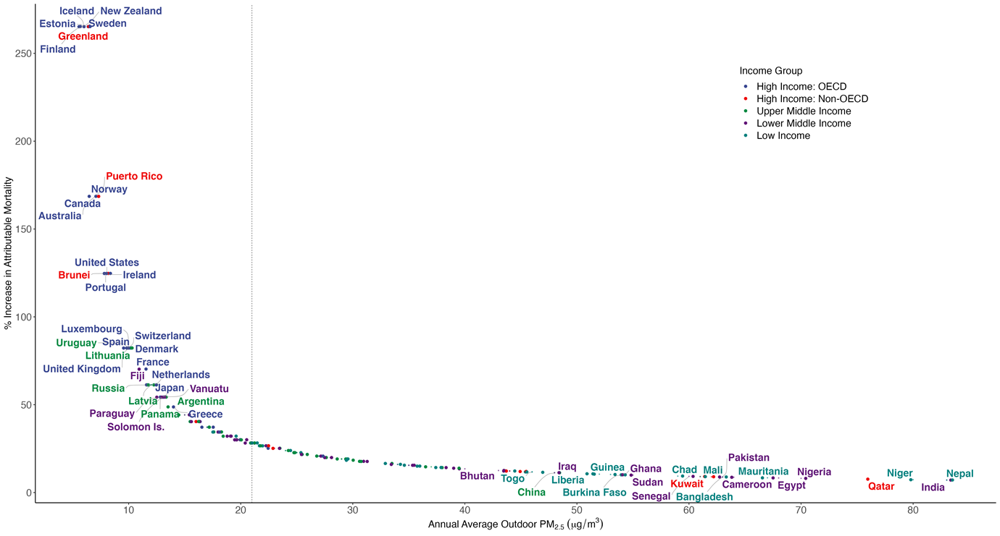 Iceland New Zealand
Estonia Sweden
Greenland
Finland
250
Income Group
High Income: OECD
High Income: Non-OECD
Upper Middle Income
Lower Middle Income
Low Income
200
Puerto Rico
Norway
Canada
Australia
150
% Increase in Attributable Mortality
United States
Brunei Ireland
Portugal
100
Luxembourg
Switzerland
Uruguay Spain
Denmark
Lithuania
France
United Kingdom
Fiji
Netherlands
Russia Japan Vanuatu
50
Latvia Argentina
Paraguay Panama Greece
Solomon Is.
Pakistan
Iraq Guinea Ghana Chad Mali Mauritania Nigeria
Niger Nepal
Bhutan Togo Liberia Sudan Kuwait Cameroon Egypt Qatar India
0
China Burkina Faso Senegal Bangladesh
10 20 30 40 50 60 70 80
Annual Average Outdoor PM2.5 (μg/m3)